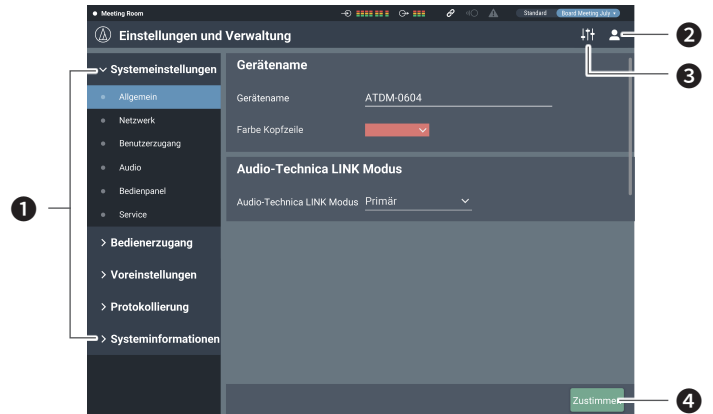 Meeting Room
Standard
Board Meeting July
Einstellungen und Verwaltung
2
3
Systemeinstellungen
Allgemein
Netzwerk
Benutzerzugang
Audio
Bedienpanel
Service
1
Bedienerzugang
Voreinstellungen
Protokollierung
Systeminformationen
Gerätename
Gerätename ATDM-0604
Farbe Kopfzeile
Audio-Technica LINK Modus
Audio-Technica LINK Modus Primär
Zustimmen
4